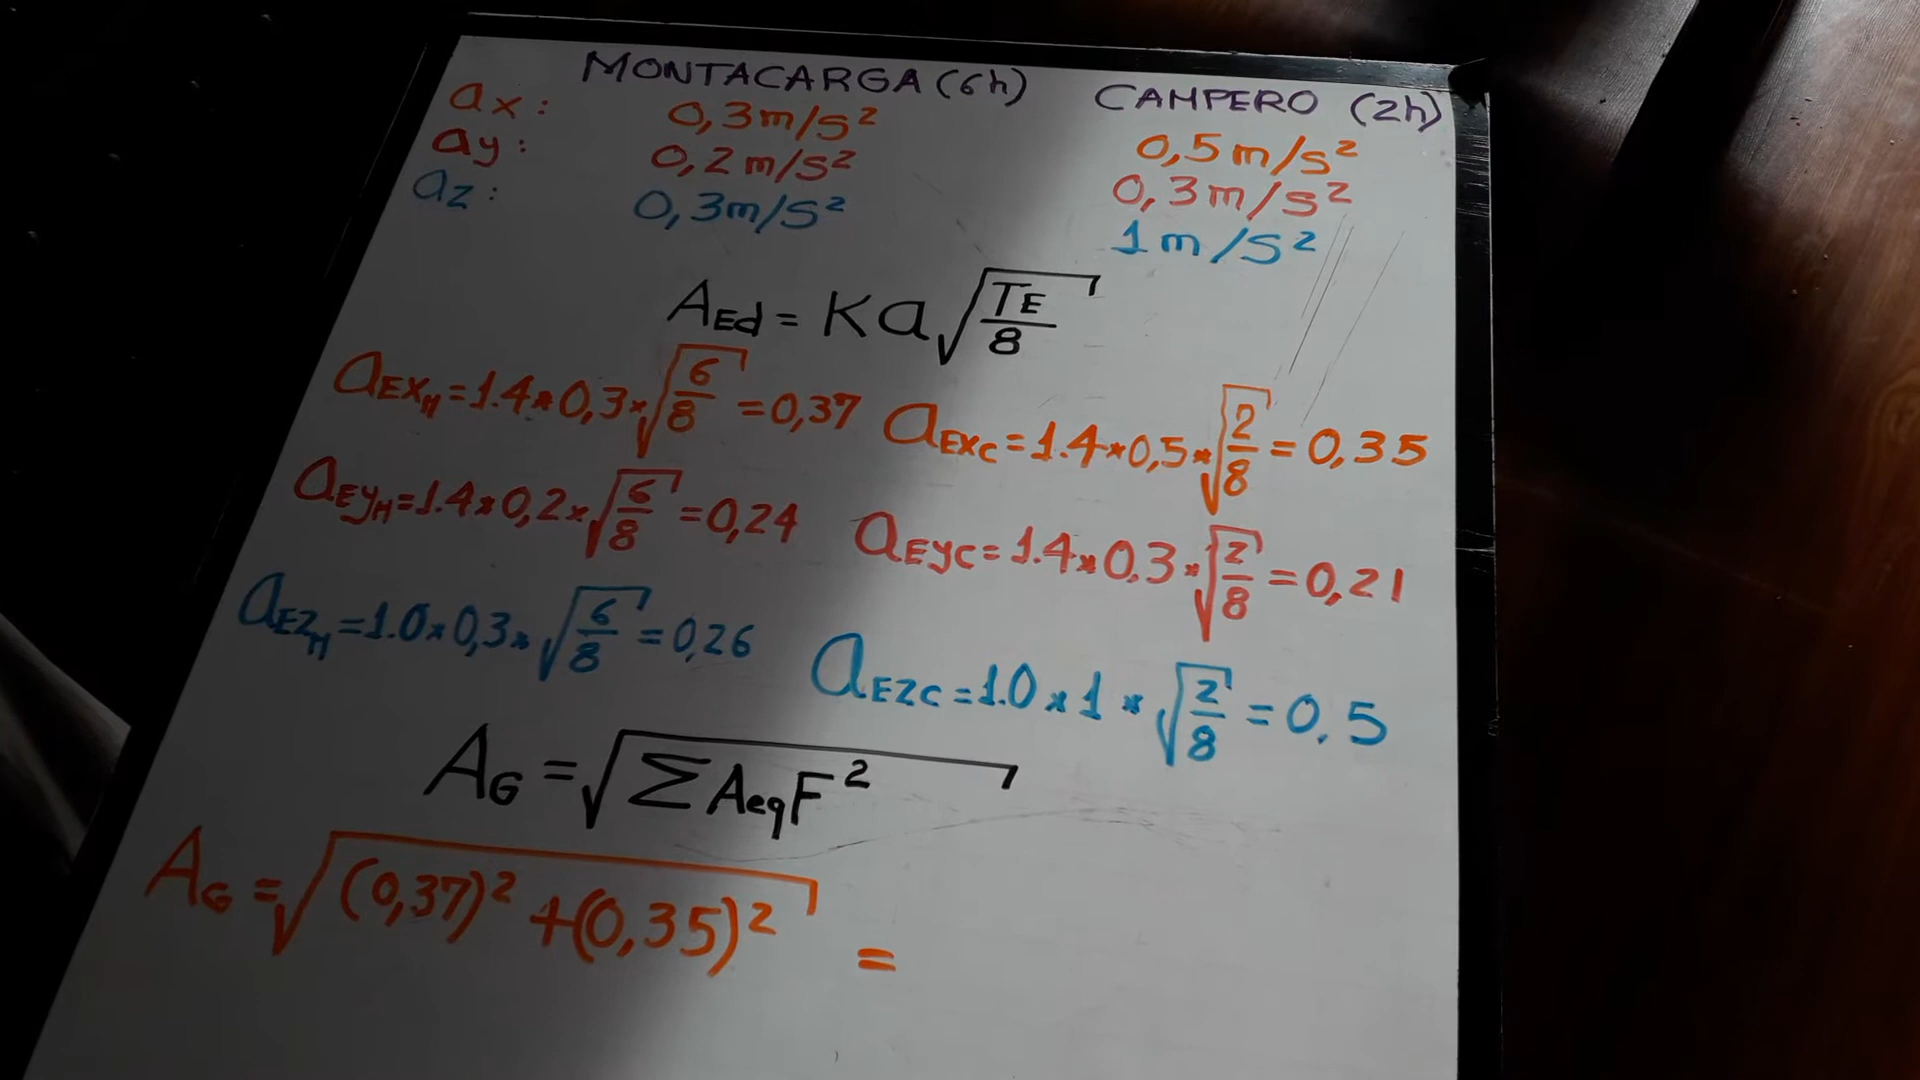 MONTACARGA (6h) CAMPERO (2h)
ax: 0,3m/s² 0,5m/s²
ay: 0,2m/s² 0,3m/s²
az: 0,3m/s² 1m/s²
AEd = Ka√(TE/8)
aEXM = 1.4*0,3*√(6/8) = 0,37 aEXC = 1.4*0,5*√(2/8) = 0,35
aEyM = 1.4*0,2*√(6/8) = 0,24 aEyC = 1.4*0,3*√(2/8) = 0,21
aEZM = 1.0*0,3*√(6/8) = 0,26 aEZC = 1.0*1*√(2/8) = 0.5
AG = √(ΣAeqF²)
AG = √((0,37)² + (0,35)²) =